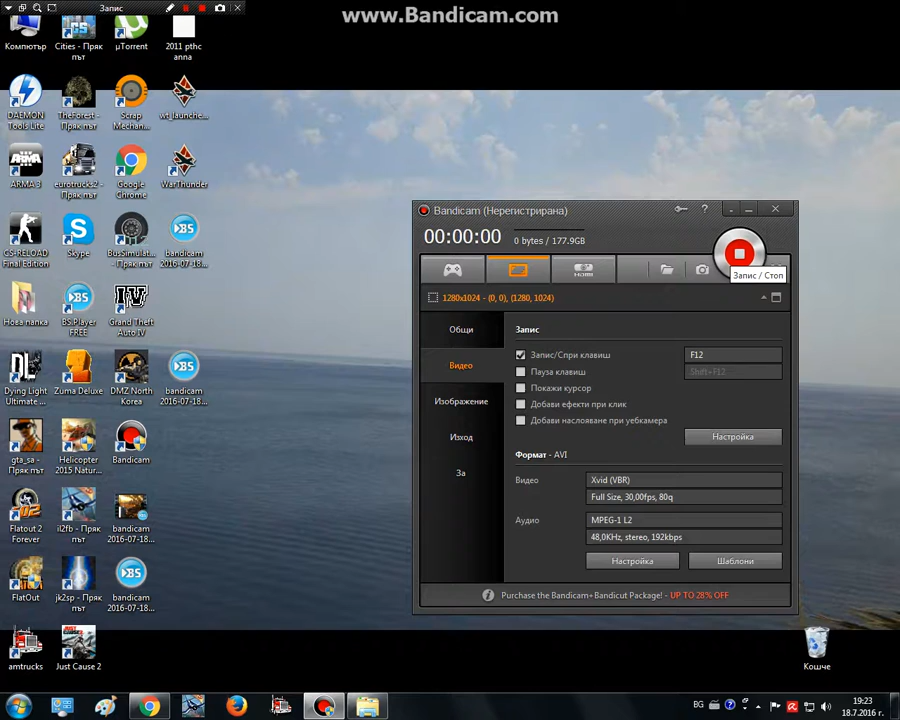 Запис
www.Bandicam.com
Компютър
Cities - Пряк път
µTorrent
2011 pthc anna
DAEMON Tools Lite
TheForest - Пряк път
Scrap Mechan...
wt_launche...
ARMA 3
eurotrucks2 - Пряк път
Google Chrome
WarThunder
CS-RELOAD Final Edition
Skype
BusSimulat... - Пряк път
bandicam 2016-07-18...
Нова папка
BS.Player FREE
Grand Theft Auto IV
Dying Light Ultimate ...
Zuma Deluxe
DMZ North Korea
bandicam 2016-07-18...
gta_sa - Пряк път
Helicopter 2015 Natur...
Bandicam
Flatout 2 Forever
il2fb - Пряк път
bandicam 2016-07-18...
FlatOut
jk2sp - Пряк път
bandicam 2016-07-18...
amtrucks
Just Cause 2
Bandicam (Нерегистрирана)
00:00:00
0 bytes / 177.9GB
Запис / Стоп
1280x1024 - (0, 0), (1280, 1024)
Общи
Видео
Изображение
Изход
За
Запис
Запис/Спри клавиш
F12
Пауза клавиш
Shift+F12
Покажи курсор
Добави ефекти при клик
Добави наслояване при уебкамера
Настройка
Формат - AVI
Видео
Xvid (VBR)
Full Size, 30,00fps, 80q
Аудио
MPEG-1 L2
48,0KHz, stereo, 192kbps
Настройка
Шаблони
Purchase the Bandicam+Bandicut Package! - UP TO 28% OFF
Кошче
BG
19:23
18.7.2016 г.